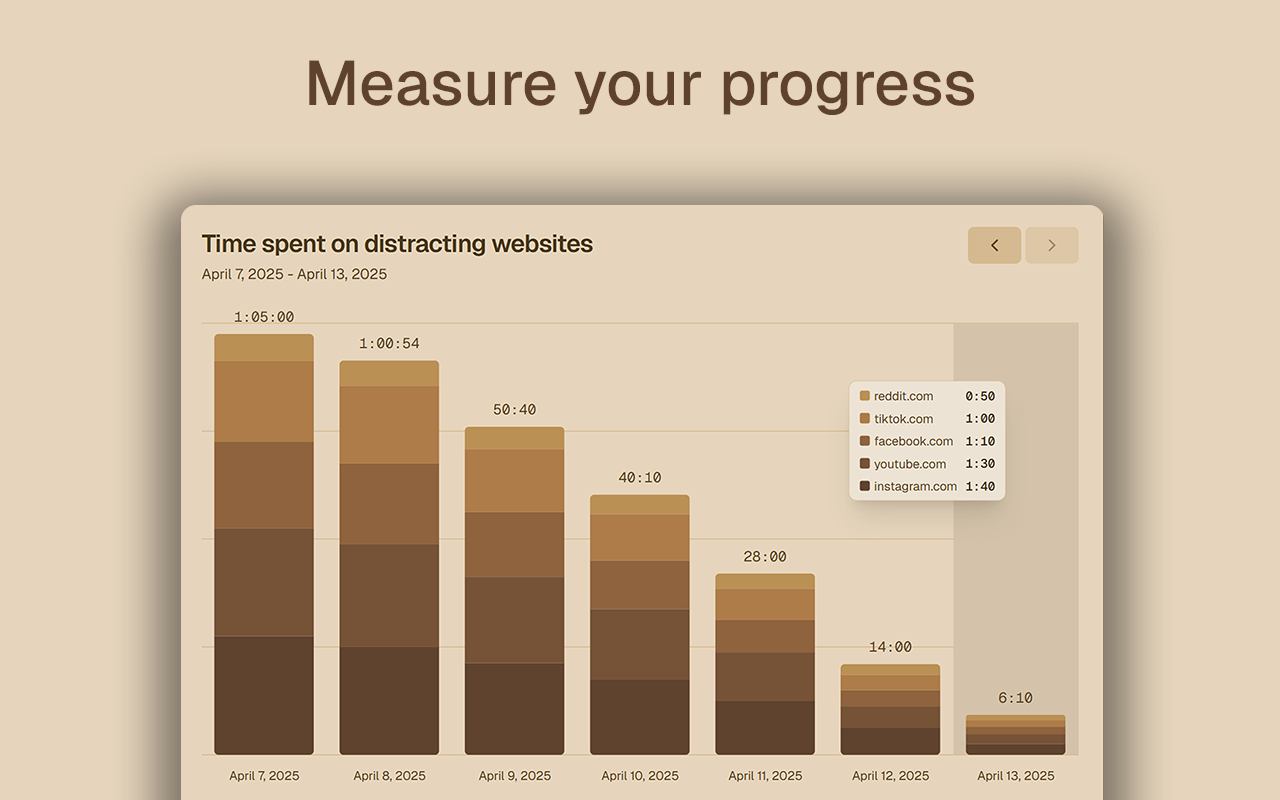 Measure your progress
Time spent on distracting websites
April 7, 2025 - April 13, 2025
1:05:00
1:00:54
50:40
40:10
28:00
14:00
6:10
reddit.com 0:50
tiktok.com 1:00
facebook.com 1:10
youtube.com 1:30
instagram.com 1:40
April 7, 2025
April 8, 2025
April 9, 2025
April 10, 2025
April 11, 2025
April 12, 2025
April 13, 2025